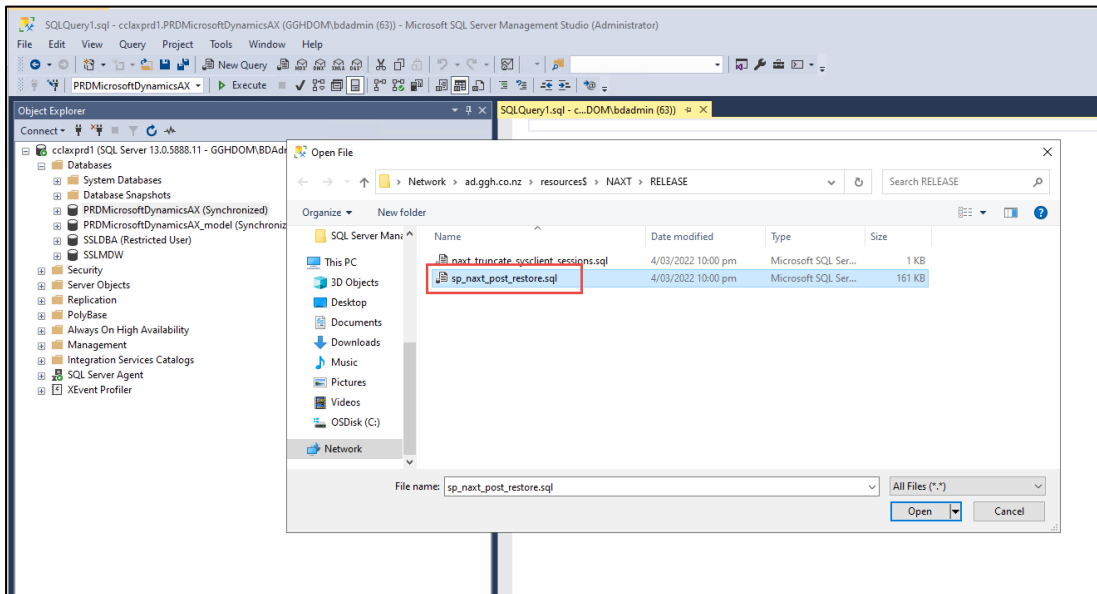 SQLQuery1.sql - cclaxprd1.PRDMicrosoftDynamicsAX (GGHDOM\bdadmin (63)) - Microsoft SQL Server Management Studio (Administrator)
File Edit View Query Project Tools Window Help
New Query
PRDMicrosoftDynamicsAX Execute
Object Explorer
SQLQuery1.sql - c...DOM\bdadmin (63))
Connect
cclaxprd1 (SQL Server 13.0.5888.11 - GGHDOM\BDAdr
Databases
System Databases
Database Snapshots
PRDMicrosoftDynamicsAX (Synchronized)
PRDMicrosoftDynamicsAX_model (Synchroniz
SSLDBA (Restricted User)
SSLMDW
Security
Server Objects
Replication
PolyBase
Always On High Availability
Management
Integration Services Catalogs
SQL Server Agent
XEvent Profiler
Open File
Network > ad.ggh.co.nz > resources$ > NAXT > RELEASE
Search RELEASE
Organize New folder
SQL Server Mana
This PC
3D Objects
Desktop
Documents
Downloads
Music
Pictures
Videos
OSDisk (C:)
Network
Name Date modified Type Size
naxt_truncate_sysclient_sessions.sql 4/03/2022 10:00 pm Microsoft SQL Ser... 1 KB
sp_naxt_post_restore.sql 4/03/2022 10:00 pm Microsoft SQL Ser... 161 KB
File name: sp_naxt_post_restore.sql All Files (*.*)
Open Cancel